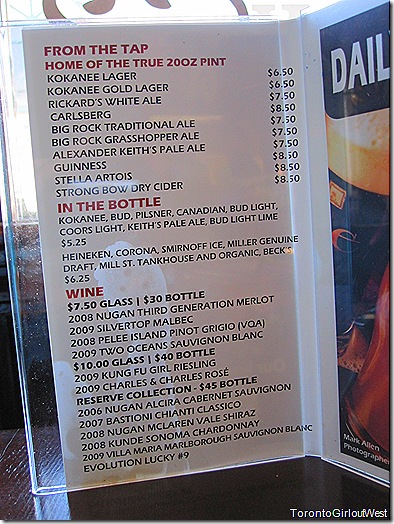 FROM THE TAP
HOME OF THE TRUE 20OZ PINT
KOKANEE LAGER $6.50
KOKANEE GOLD LAGER $6.50
RICKARD'S WHITE ALE $7.50
CARLSBERG $8.50
BIG ROCK TRADITIONAL ALE $7.50
BIG ROCK GRASSHOPPER ALE $7.50
ALEXANDER KEITH'S PALE ALE $7.50
GUINNESS $8.50
STELLA ARTOIS $8.50
STRONG BOW DRY CIDER $8.50
IN THE BOTTLE
KOKANEE, BUD, PILSNER, CANADIAN, BUD LIGHT,
COORS LIGHT, KEITH'S PALE ALE, BUD LIGHT LIME
$5.25
HEINEKEN, CORONA, SMIRNOFF ICE, MILLER GENUINE
DRAFT, MILL ST. TANKHOUSE AND ORGANIC, BECK'S
$6.25
WINE
$7.50 GLASS | $30 BOTTLE
2008 NUGAN THIRD GENERATION MERLOT
2009 SILVERTOP MALBEC
2008 PELEE ISLAND PINOT GRIGIO (VQA)
2009 TWO OCEANS SAUVIGNON BLANC
$10.00 GLASS | $40 BOTTLE
2009 KUNG FU GIRL RIESLING
2009 CHARLES & CHARLES ROSÉ
RESERVE COLLECTION - $45 BOTTLE
2006 NUGAN ALCIRA CABERNET SAUVIGNON
2007 BASTIONI CHIANTI CLASSICO
2008 NUGAN MCLAREN VALE SHIRAZ
2008 KUNDE SONOMA CHARDONNAY
2009 VILLA MARIA MARLBOROUGH SAUVIGNON BLANC
EVOLUTION LUCKY #9
DAIL
Mark Allen
Photographer
TorontoGirloutWest